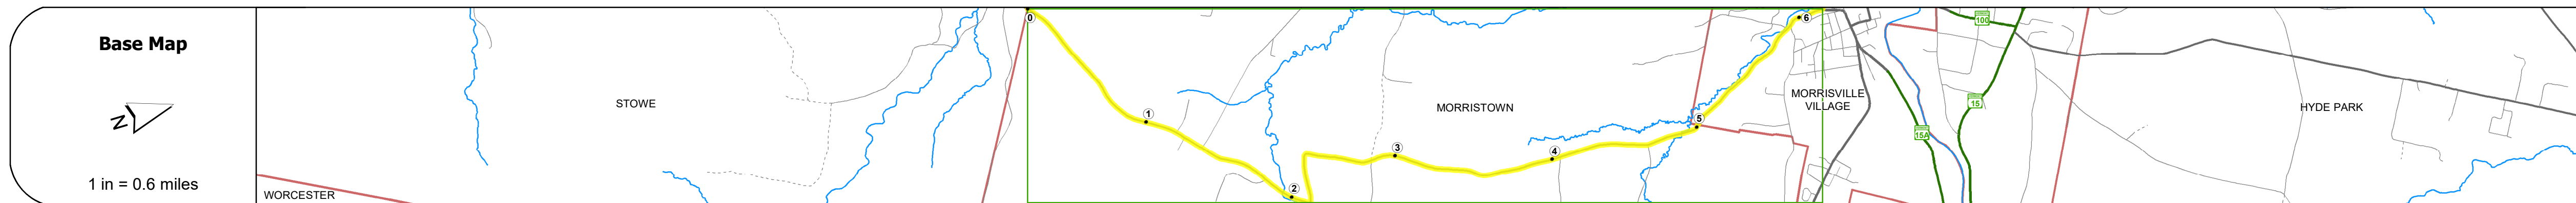 Base Map
N
1 in = 0.6 miles
WORCESTER
STOWE
0
1
2
3
4
5
6
MORRISTOWN
MORRISVILLE
VILLAGE
100
15
15A
HYDE PARK